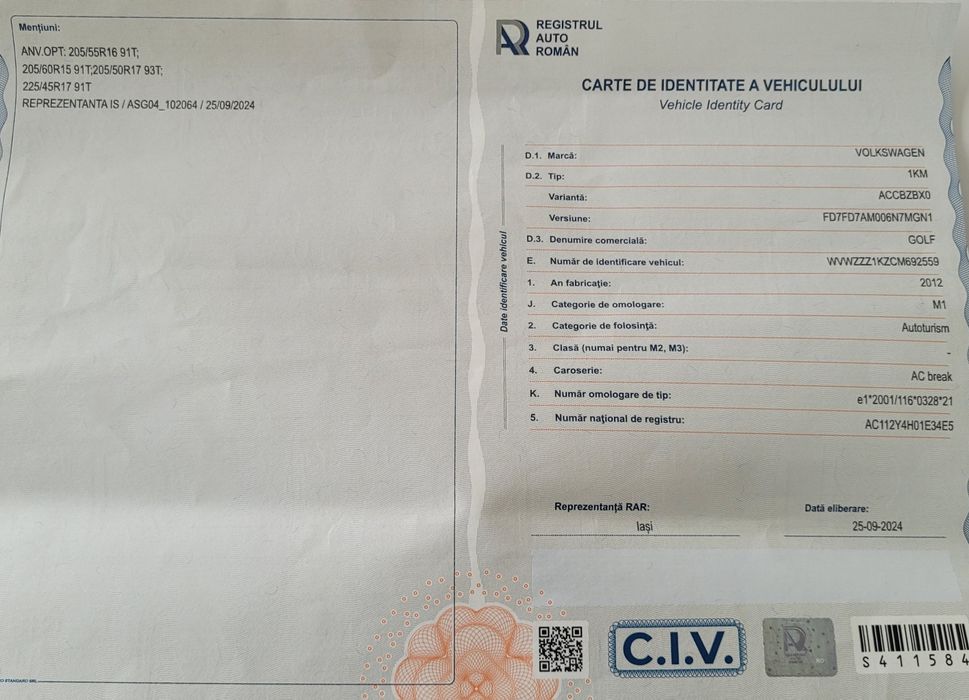 Mențiuni:
ANV.OPT: 205/55R16 91T;
205/60R15 91T;205/50R17 93T;
225/45R17 91T
REPREZENTANTA IS / ASG04_102064 / 25/09/2024
REGISTRUL
AUTO
ROMÂN
CARTE DE IDENTITATE A VEHICULULUI
Vehicle Identity Card
Date identificare vehicul
D.1. Marcă: VOLKSWAGEN
D.2. Tip: 1KM
Variantă: ACCBZBX0
Versiune: FD7FD7AM006N7MGN1
D.3. Denumire comercială: GOLF
E. Număr de identificare vehicul: WVWZZZ1KZCM692559
1. An fabricație: 2012
J. Categorie de omologare: M1
2. Categorie de folosință: Autoturism
3. Clasă (numai pentru M2, M3): -
4. Caroserie: AC break
K. Număr omologare de tip: e1*2001/116*0328*21
5. Număr național de registru: AC112Y4H01E34E5
Reprezentanță RAR: Dată eliberare:
Iași 25-09-2024
C.I.V.
S411584